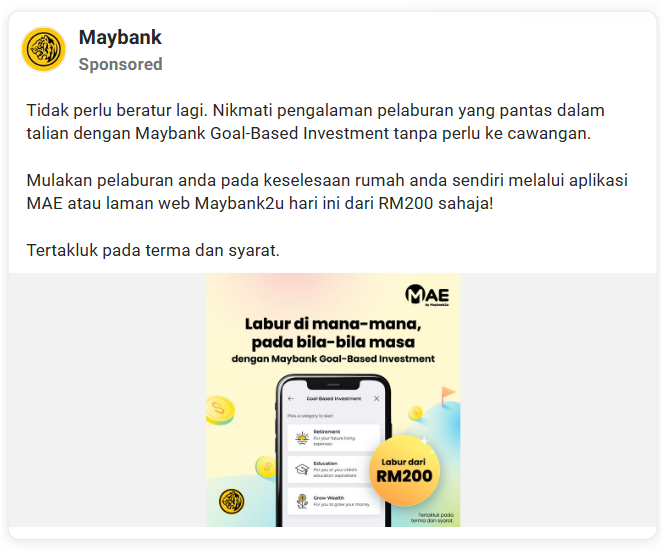 Maybank
Sponsored
Tidak perlu beratur lagi. Nikmati pengalaman pelaburan yang pantas dalam
talian dengan Maybank Goal-Based Investment tanpa perlu ke cawangan.
Mulakan pelaburan anda pada keselesaan rumah anda sendiri melalui aplikasi
MAE atau laman web Maybank2u hari ini dari RM200 sahaja!
Tertakluk pada terma dan syarat.
MAE
by Maybank2u
Labur di mana-mana,
pada bila-bila masa
dengan Maybank Goal-Based Investment
Goal-Based Investment
Pick a category to start
Retirement
For your future living
expenses
Education
For you or your child's
education aspirations
Grow Wealth
For you to grow your money
Labur dari
RM200
Tertakluk pada
terma dan syarat.